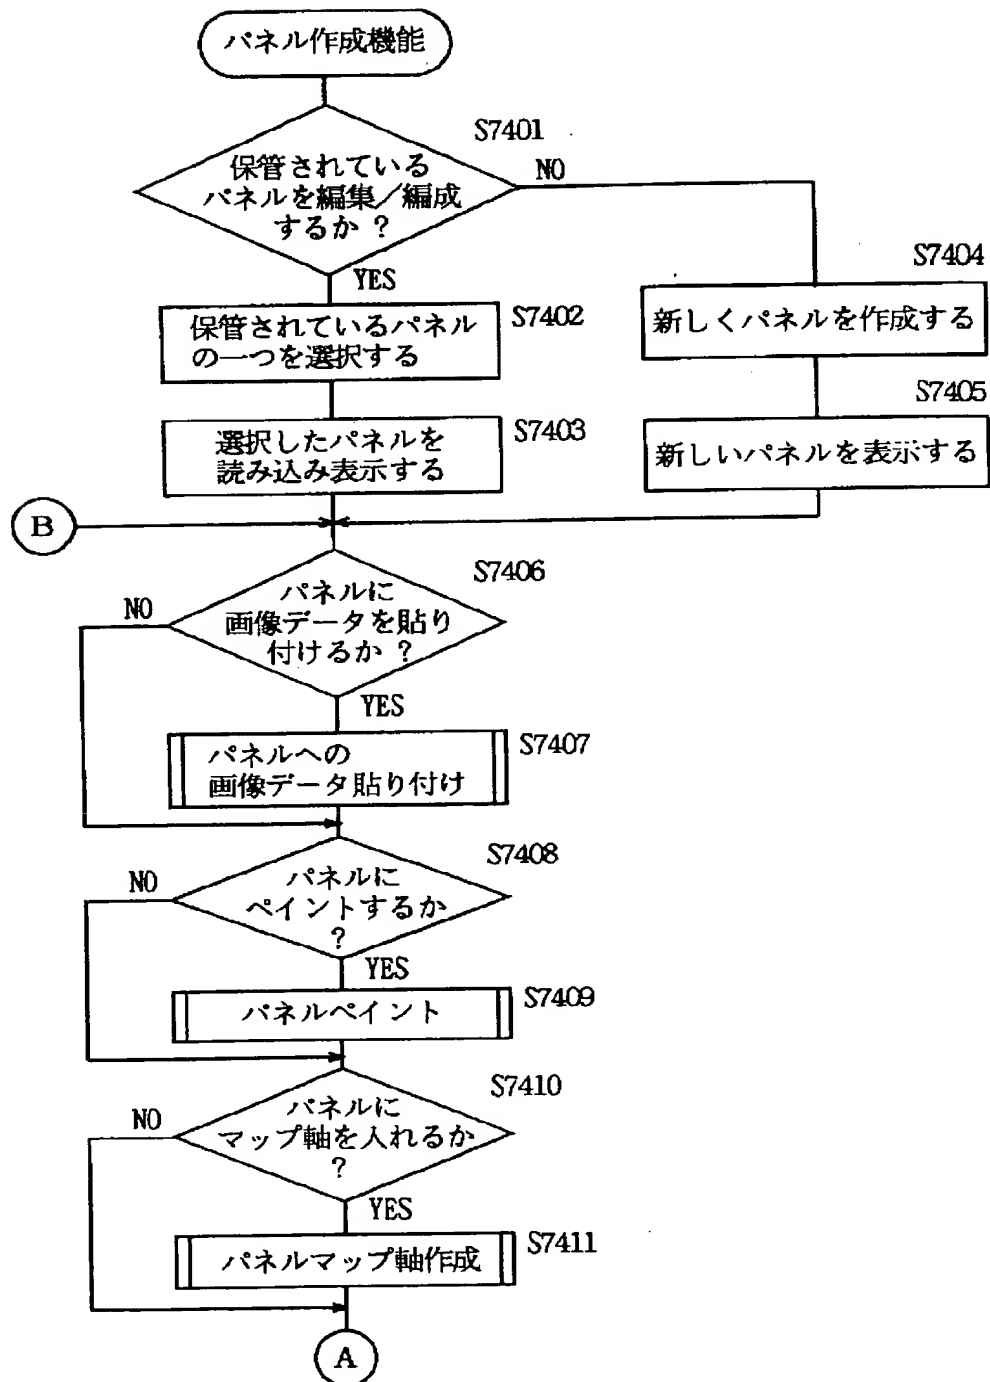 パネル作成機能
S7401
保管されている
パネルを編集／編成
するか ？
NO
YES
S7404
新しくパネルを作成する
S7402
保管されているパネル
の一つを選択する
S7405
新しいパネルを表示する
S7403
選択したパネルを
読み込み表示する
B
S7406
パネルに
画像データを貼り
付けるか ？
NO
YES
S7407
パネルへの
画像データ貼り付け
S7408
パネルに
ペイントするか
？
NO
YES
S7409
パネルペイント
S7410
パネルに
マップ軸を入れるか
？
NO
YES
S7411
パネルマップ軸作成
A